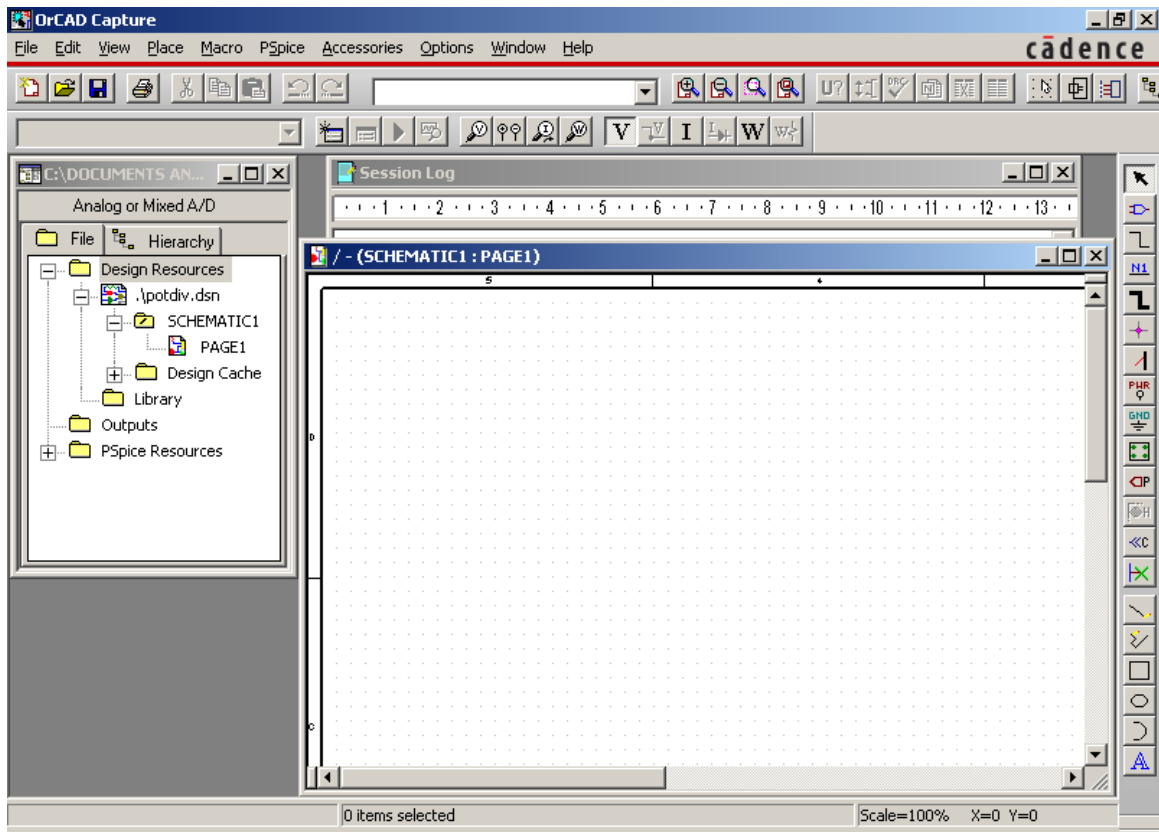 OrCAD Capture
File Edit View Place Macro PSpice Accessories Options Window Help
cādence
U? DRC
V I W V V I V W W
C:\DOCUMENTS AN...
Analog or Mixed A/D
File Hierarchy
Design Resources
.\potdiv.dsn
SCHEMATIC1
PAGE1
Design Cache
Library
Outputs
PSpice Resources
Session Log
1 2 3 4 5 6 7 8 9 10 11 12 13
/ - (SCHEMATIC1 : PAGE1)
5 4
D
C
N1
PWR
GND
P
H
C
A
0 items selected
Scale=100% X=0 Y=0